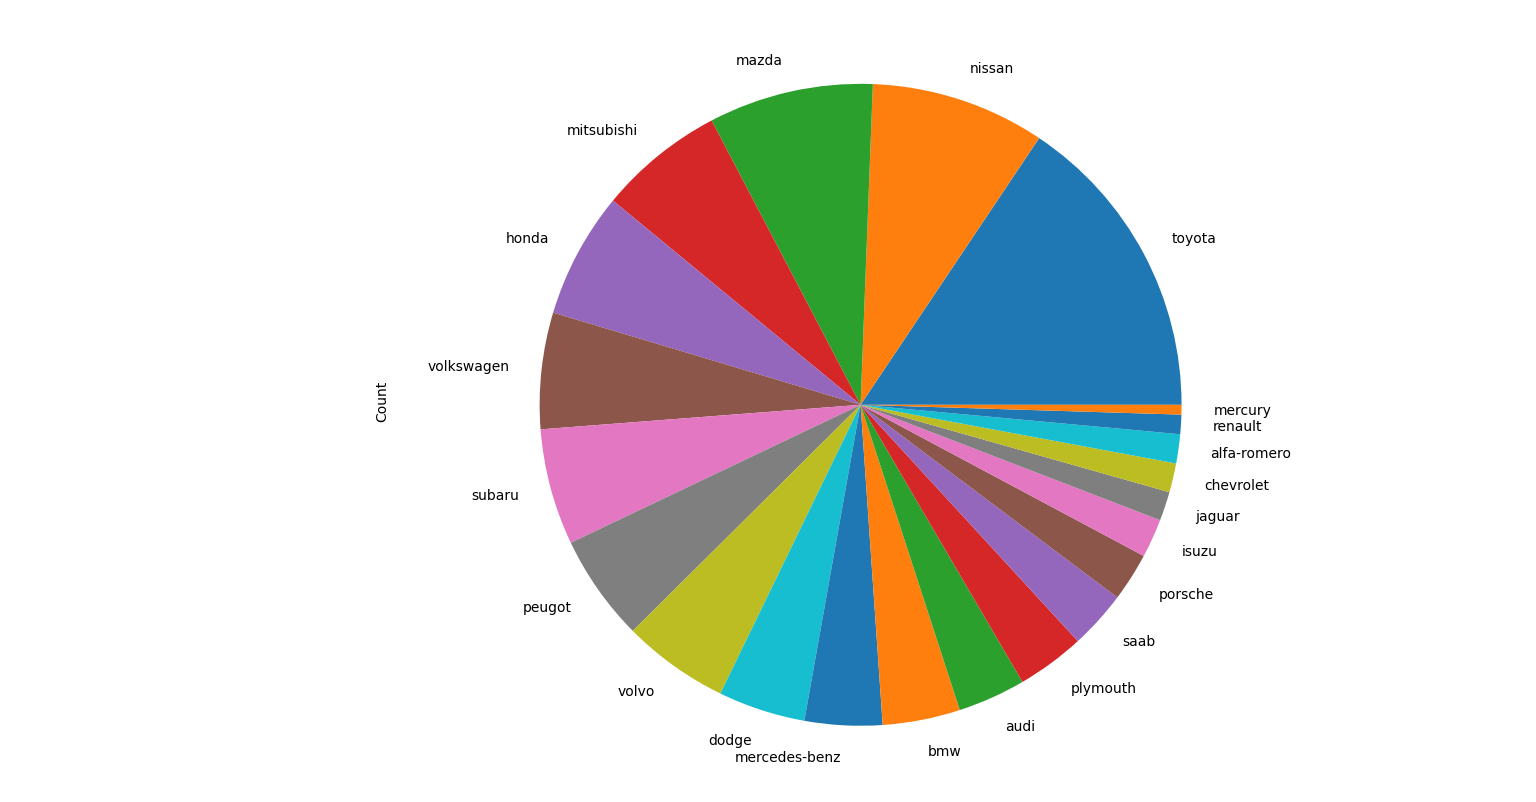 mazda
nissan
mitsubishi
toyota
honda
volkswagen
Count
mercury
renault
alfa-romero
chevrolet
subaru
jaguar
isuzu
porsche
peugot
saab
plymouth
volvo
audi
dodge
bmw
mercedes-benz